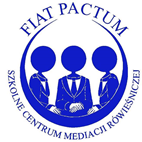 FIAT PACTUM
SZKOLNE CENTRUM MEDIACJI RÓWIEŚNICZEJ